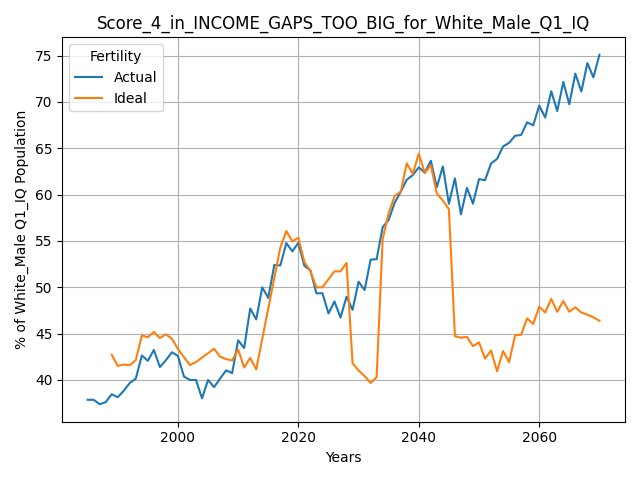 Score_4_in_INCOME_GAPS_TOO_BIG_for_White_Male_Q1_IQ
Fertility
Actual
Ideal
% of White_Male Q1_IQ Population
75
70
65
60
55
50
45
40
2000
2020
2040
2060
Years